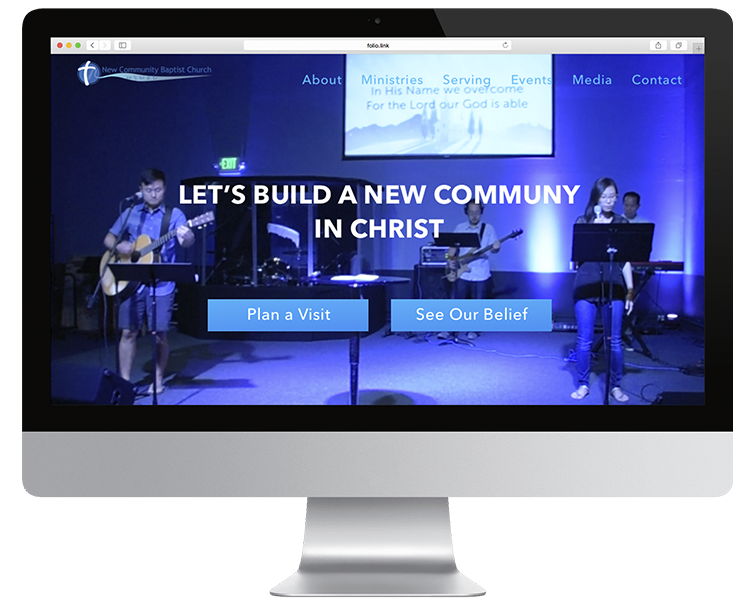 folio.link
New Community Baptist Church
About Ministries Serving Events Media Contact
In His Name we overcome
For the Lord our God is able
EXIT
LET'S BUILD A NEW COMMUNY
IN CHRIST
Plan a Visit See Our Belief